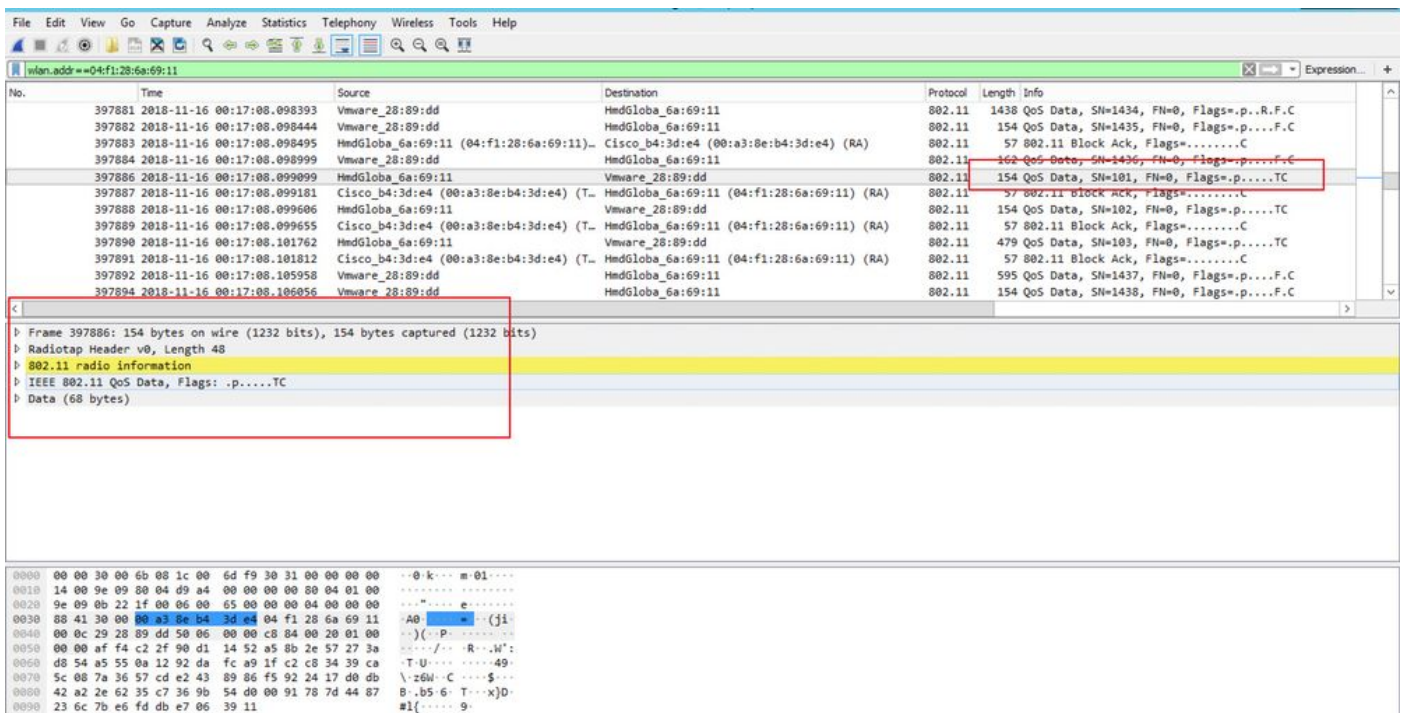 File Edit View Go Capture Analyze Statistics Telephony Wireless Tools Help
wlan.addr==04:f1:28:6a:69:11 Expression... +
No. Time Source Destination Protocol Length Info
397881 2018-11-16 00:17:08.098393 Vmware_28:89:dd HmdGloba_6a:69:11 802.11 1438 QoS Data, SN=1434, FN=0, Flags=.p..R.F.C
397882 2018-11-16 00:17:08.098444 Vmware_28:89:dd HmdGloba_6a:69:11 802.11 154 QoS Data, SN=1435, FN=0, Flags=.p....F.C
397883 2018-11-16 00:17:08.098495 HmdGloba_6a:69:11 (04:f1:28:6a:69:11)… Cisco_b4:3d:e4 (00:a3:8e:b4:3d:e4) (RA) 802.11 57 802.11 Block Ack, Flags=........C
397884 2018-11-16 00:17:08.098999 Vmware_28:89:dd HmdGloba_6a:69:11 802.11 162 QoS Data, SN=1436, FN=0, Flags=.p....F.C
397886 2018-11-16 00:17:08.099099 HmdGloba_6a:69:11 Vmware_28:89:dd 802.11 154 QoS Data, SN=101, FN=0, Flags=.p.....TC
397887 2018-11-16 00:17:08.099181 Cisco_b4:3d:e4 (00:a3:8e:b4:3d:e4) (T… HmdGloba_6a:69:11 (04:f1:28:6a:69:11) (RA) 802.11 57 802.11 Block Ack, Flags=........C
397888 2018-11-16 00:17:08.099606 HmdGloba_6a:69:11 Vmware_28:89:dd 802.11 154 QoS Data, SN=102, FN=0, Flags=.p.....TC
397889 2018-11-16 00:17:08.099655 Cisco_b4:3d:e4 (00:a3:8e:b4:3d:e4) (T… HmdGloba_6a:69:11 (04:f1:28:6a:69:11) (RA) 802.11 57 802.11 Block Ack, Flags=........C
397890 2018-11-16 00:17:08.101762 HmdGloba_6a:69:11 Vmware_28:89:dd 802.11 479 QoS Data, SN=103, FN=0, Flags=.p.....TC
397891 2018-11-16 00:17:08.101812 Cisco_b4:3d:e4 (00:a3:8e:b4:3d:e4) (T… HmdGloba_6a:69:11 (04:f1:28:6a:69:11) (RA) 802.11 57 802.11 Block Ack, Flags=........C
397892 2018-11-16 00:17:08.105958 Vmware_28:89:dd HmdGloba_6a:69:11 802.11 595 QoS Data, SN=1437, FN=0, Flags=.p....F.C
397894 2018-11-16 00:17:08.106056 Vmware_28:89:dd HmdGloba_6a:69:11 802.11 154 QoS Data, SN=1438, FN=0, Flags=.p....F.C
Frame 397886: 154 bytes on wire (1232 bits), 154 bytes captured (1232 bits)
Radiotap Header v0, Length 48
802.11 radio information
IEEE 802.11 QoS Data, Flags: .p.....TC
Data (68 bytes)
0000 00 00 30 00 6b 08 1c 00 6d f9 30 31 00 00 00 00 ··0·k··· m·01····
0010 14 00 9e 09 80 04 d9 a4 00 00 00 00 80 04 01 00 ········ ········
0020 9e 09 0b 22 1f 00 06 00 65 00 00 00 04 00 00 00 ···"···· e·······
0030 88 41 30 00 00 a3 8e b4 3d e4 04 f1 28 6a 69 11 ·A0····· =···(ji·
0040 00 0c 29 28 89 dd 50 06 00 00 c8 84 00 20 01 00 ··)(··P· ····· ··
0050 00 00 af f4 c2 2f 90 d1 14 52 a5 8b 2e 57 27 3a ·····/·· ·R··.W':
0060 d8 54 a5 55 0a 12 92 da fc a9 1f c2 c8 34 39 ca ·T·U···· ·····49·
0070 5c 08 7a 36 57 cd e2 43 89 86 f5 92 24 17 d0 db \·z6W··C ····$···
0080 42 a2 2e 62 35 c7 36 9b 54 d0 00 91 78 7d 44 87 B·.b5·6· T···x}D·
0090 23 6c 7b e6 fd db e7 06 39 11 #l{····· 9·